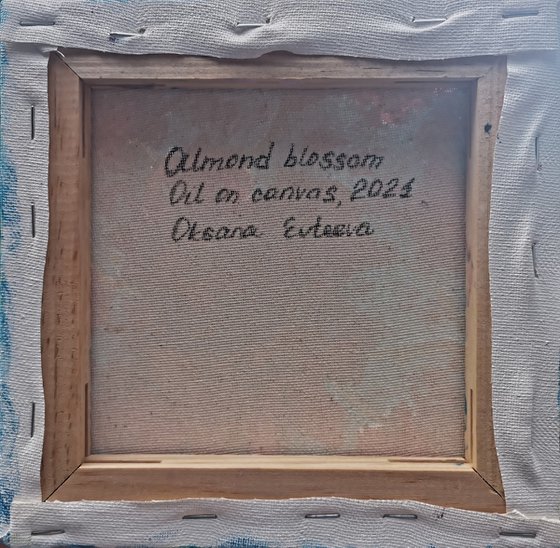 Almond blossom
Oil on canvas, 2021
Oksana Evteeva